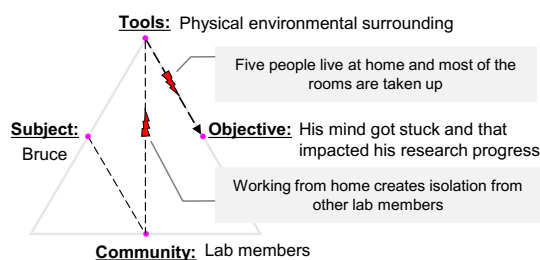 Tools: Physical environmental surrounding
Five people live at home and most of the
rooms are taken up
Subject:
Bruce
Objective: His mind got stuck and that
impacted his research progress
Working from home creates isolation from
other lab members
Community: Lab members